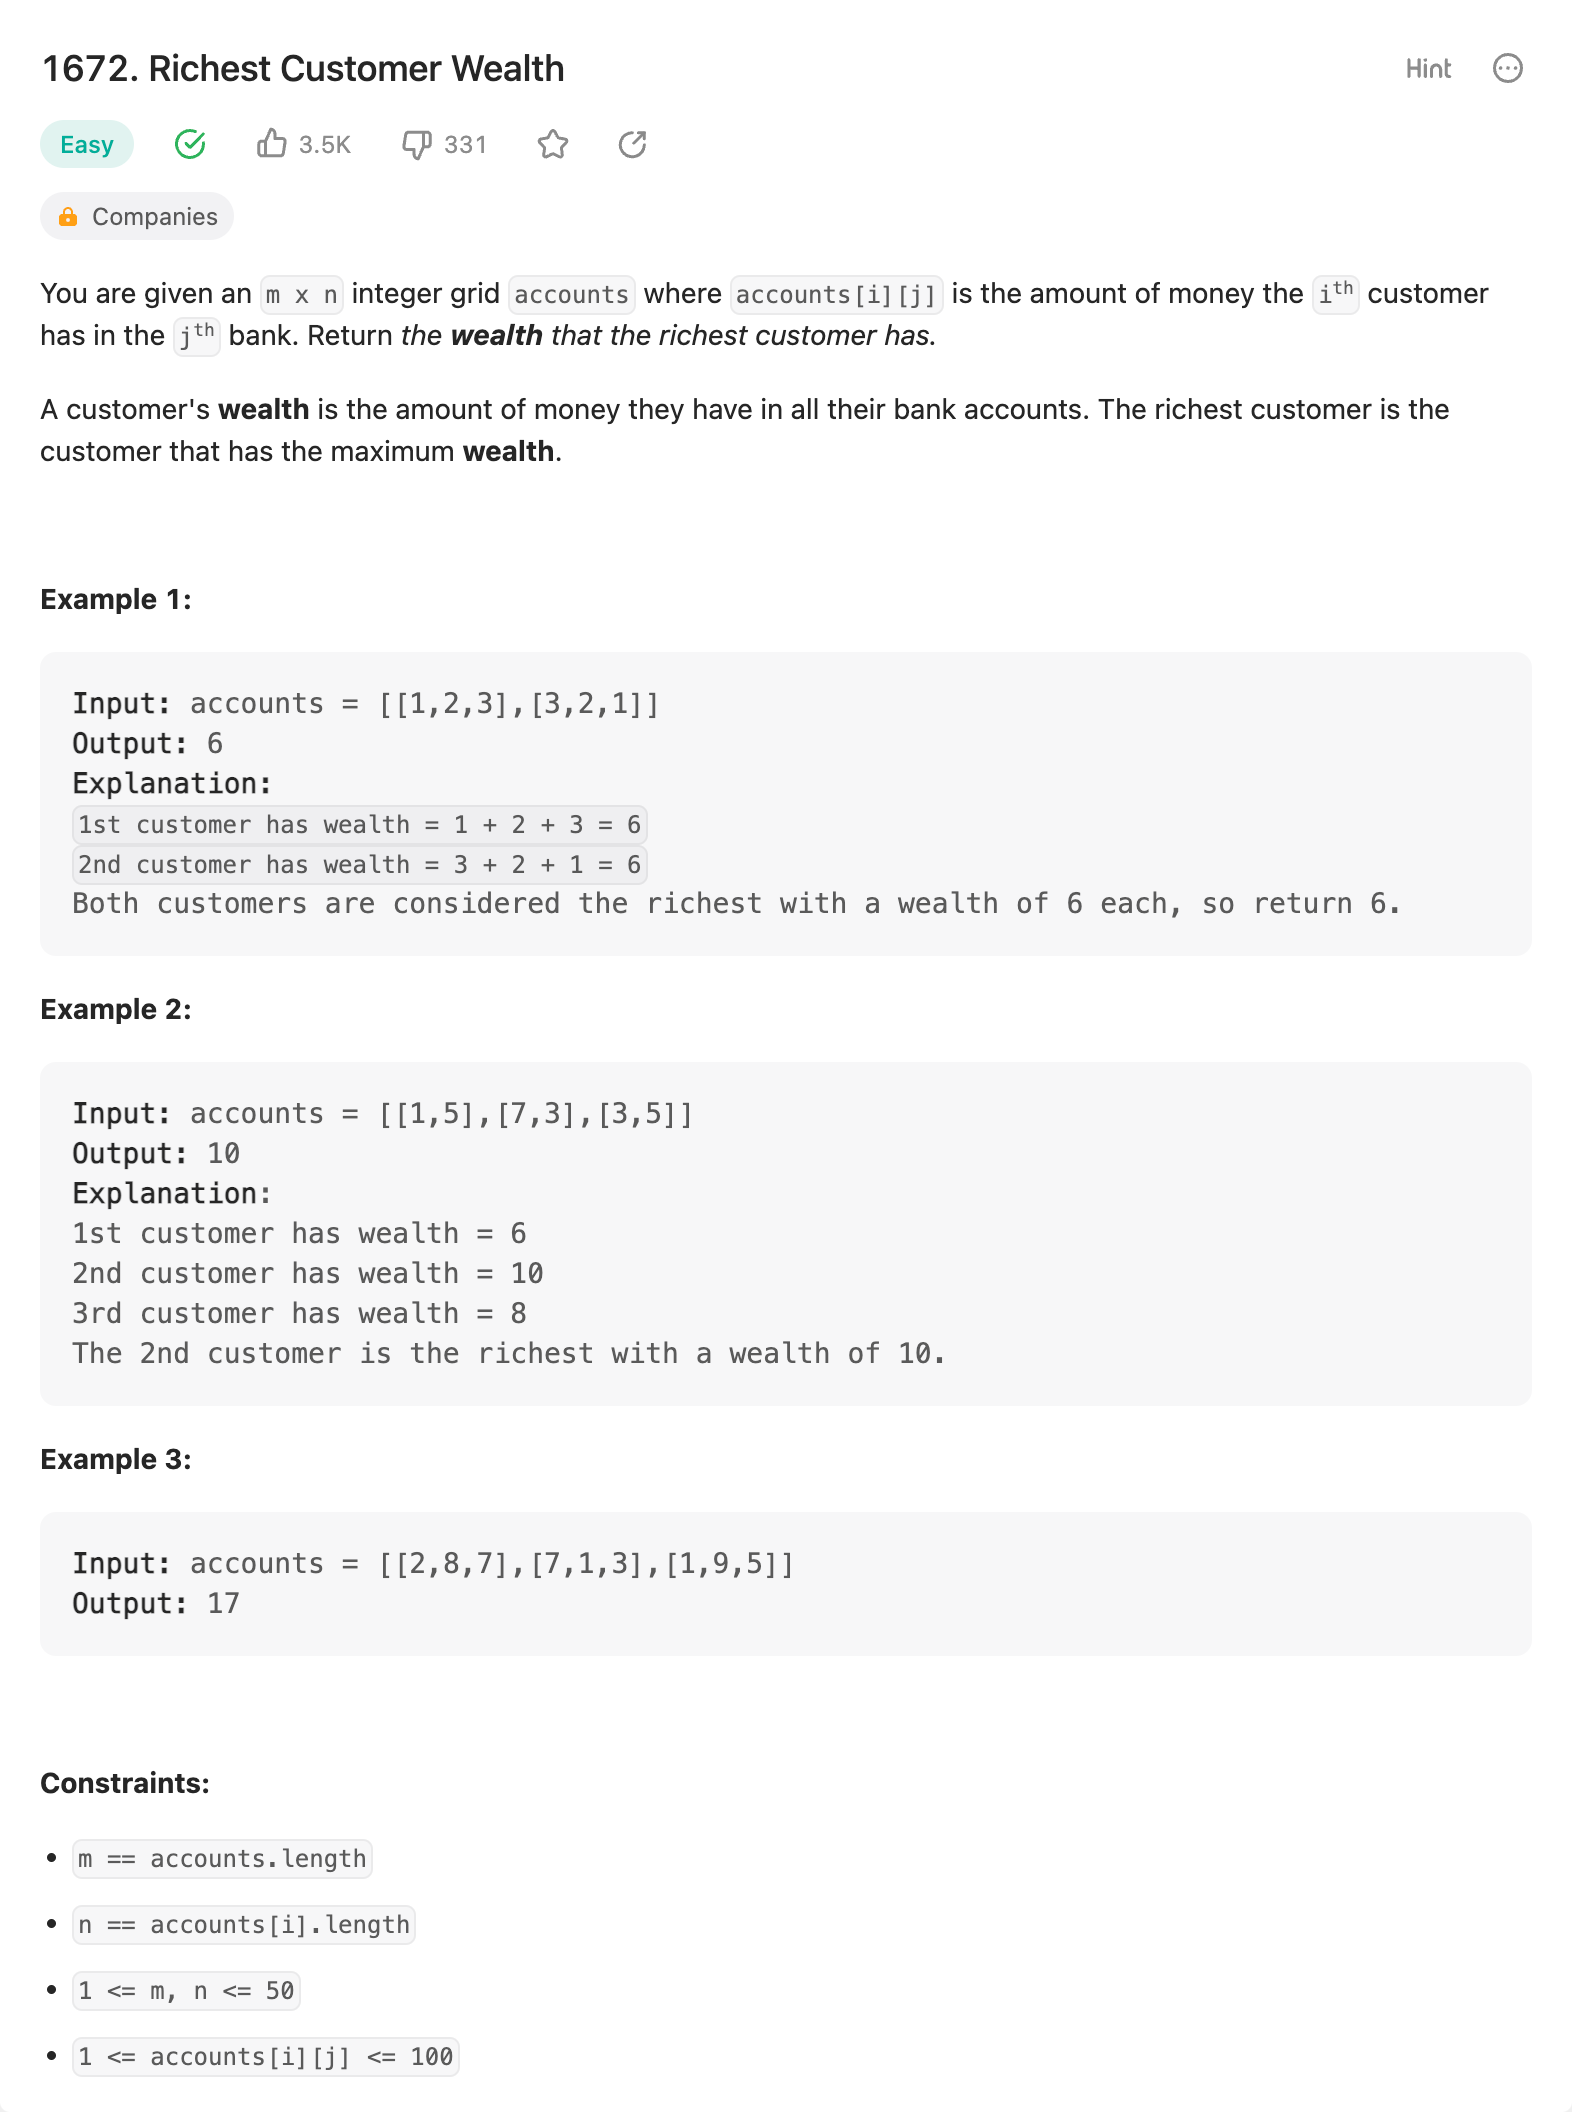 1672. Richest Customer Wealth
Hint
Easy
3.5K
331
Companies
You are given an m x n integer grid accounts where accounts[i][j] is the amount of money the ith customer
has in the jth bank. Return the wealth that the richest customer has.
A customer's wealth is the amount of money they have in all their bank accounts. The richest customer is the
customer that has the maximum wealth.
Example 1:
Input: accounts = [[1,2,3],[3,2,1]]
Output: 6
Explanation:
1st customer has wealth = 1 + 2 + 3 = 6
2nd customer has wealth = 3 + 2 + 1 = 6
Both customers are considered the richest with a wealth of 6 each, so return 6.
Example 2:
Input: accounts = [[1,5],[7,3],[3,5]]
Output: 10
Explanation:
1st customer has wealth = 6
2nd customer has wealth = 10
3rd customer has wealth = 8
The 2nd customer is the richest with a wealth of 10.
Example 3:
Input: accounts = [[2,8,7],[7,1,3],[1,9,5]]
Output: 17
Constraints:
• m == accounts.length
• n == accounts[i].length
• 1 <= m, n <= 50
• 1 <= accounts[i][j] <= 100